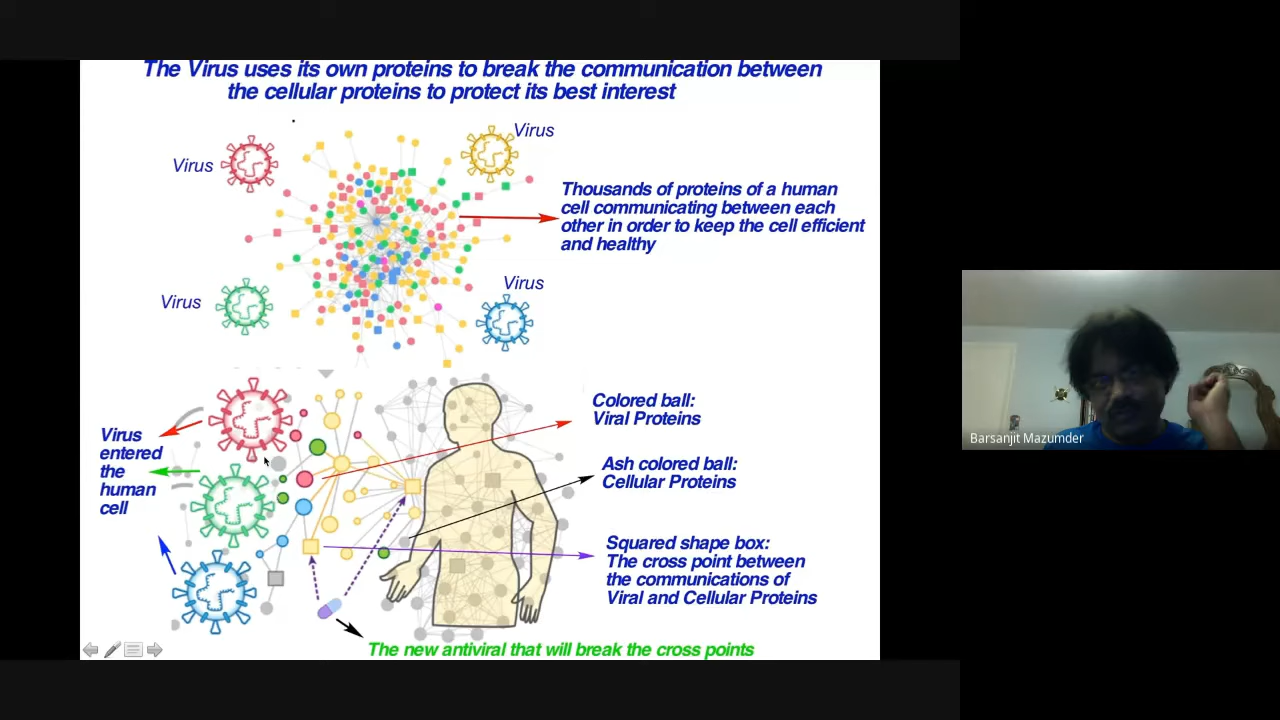 The Virus uses its own proteins to break the communication between
the cellular proteins to protect its best interest
Virus
Virus
Thousands of proteins of a human
cell communicating between each
other in order to keep the cell efficient
and healthy
Virus
Virus
Colored ball:
Viral Proteins
Virus
entered
the
human
cell
Ash colored ball:
Cellular Proteins
Squared shape box:
The cross point between
the communications of
Viral and Cellular Proteins
The new antiviral that will break the cross points
Barsanjit Mazumder